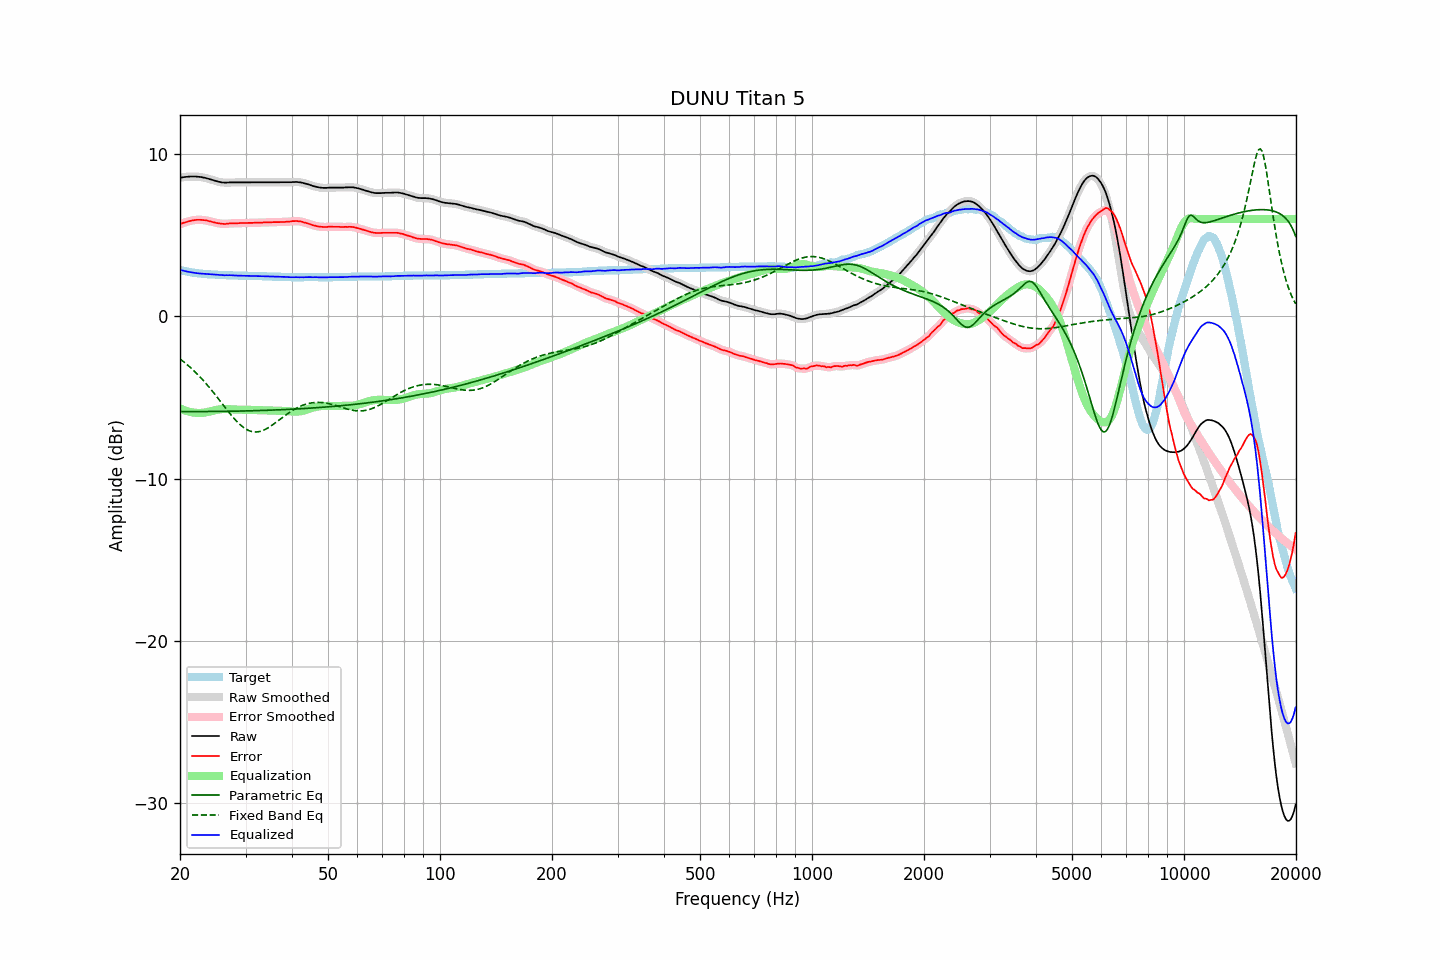 DUNU Titan 5
Amplitude (dBr)
10
0
−10
−20
−30
Target
Raw Smoothed
Error Smoothed
Raw
Error
Equalization
Parametric Eq
Fixed Band Eq
Equalized
20 50 100 200 500 1000 2000 5000 10000 20000
Frequency (Hz)